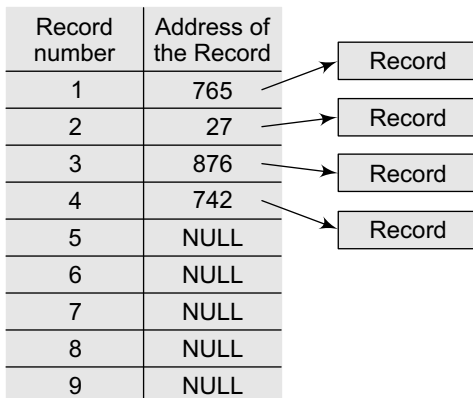 Record number Address of the Record
1 765 Record
2 27 Record
3 876 Record
4 742 Record
5 NULL
6 NULL
7 NULL
8 NULL
9 NULL